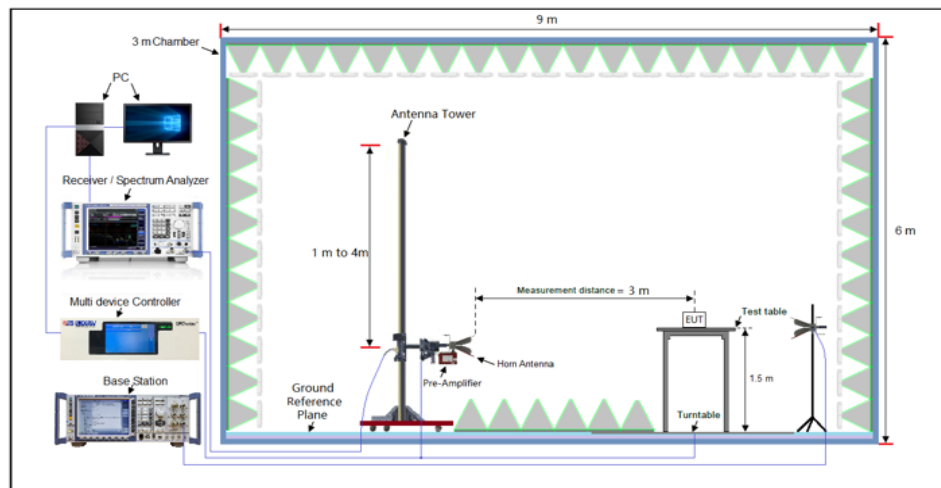 9 m
3 m Chamber
PC
Antenna Tower
Receiver / Spectrum Analyzer
1 m to 4m
6 m
Measurement distance = 3 m
Multi device Controller
EUT
Test table
Horn Antenna
Pre-Amplifier
Base Station
1.5 m
Ground
Reference
Plane
Turntable